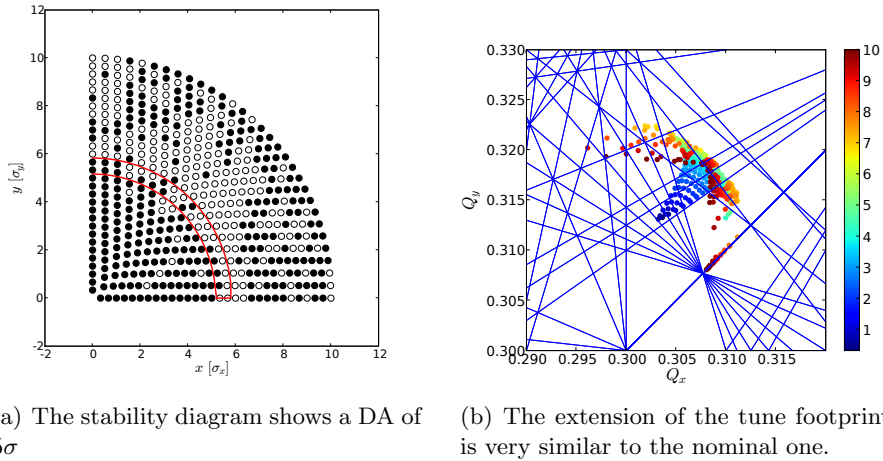 12
10
8
6
4
2
0
-2
-2 0 2 4 6 8 10 12
y [σy]
x [σx]
0.330
0.325
0.320
0.315
0.310
0.305
0.300
0.290 0.295 0.300 0.305 0.310 0.315
Qy
Qx
10
9
8
7
6
5
4
3
2
1
a) The stability diagram shows a DA of
σ
(b) The extension of the tune footprin
is very similar to the nominal one.